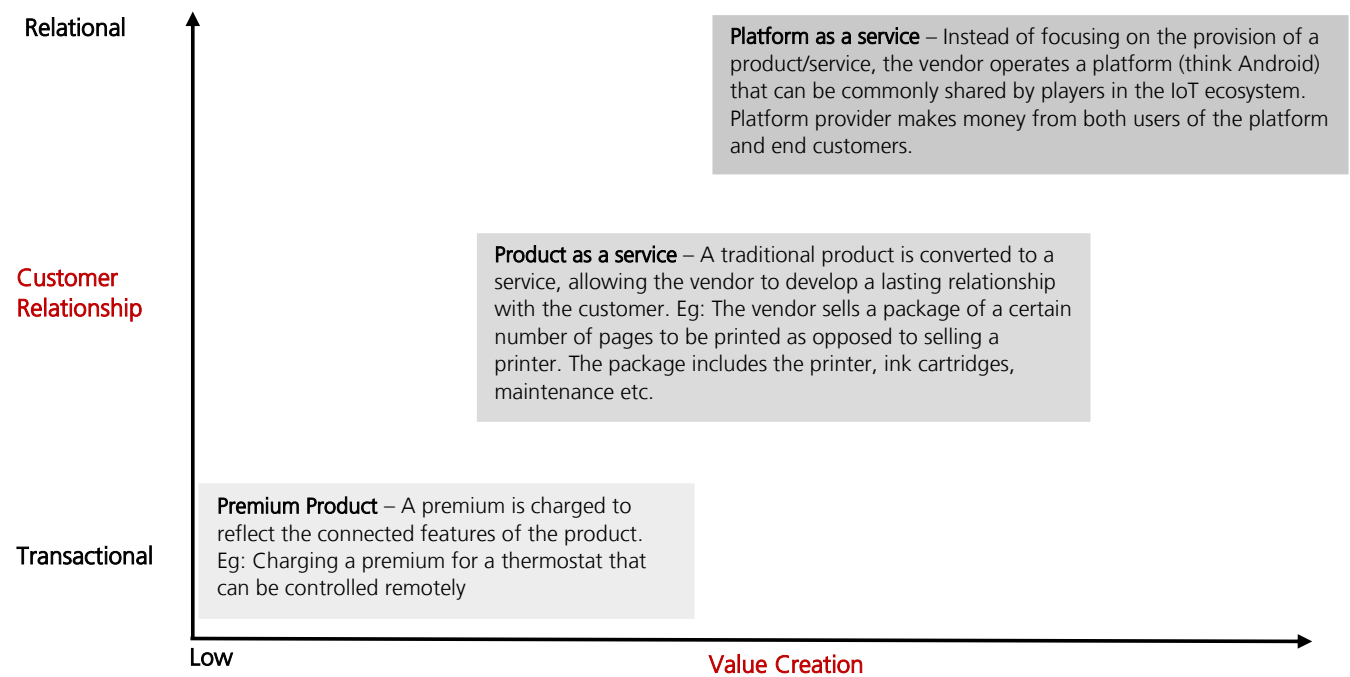 Relational
Platform as a service – Instead of focusing on the provision of a
product/service, the vendor operates a platform (think Android)
that can be commonly shared by players in the IoT ecosystem.
Platform provider makes money from both users of the platform
and end customers.
Customer
Relationship
Product as a service – A traditional product is converted to a
service, allowing the vendor to develop a lasting relationship
with the customer. Eg: The vendor sells a package of a certain
number of pages to be printed as opposed to selling a
printer. The package includes the printer, ink cartridges,
maintenance etc.
Premium Product – A premium is charged to
reflect the connected features of the product.
Eg: Charging a premium for a thermostat that
can be controlled remotely
Transactional
Low
Value Creation